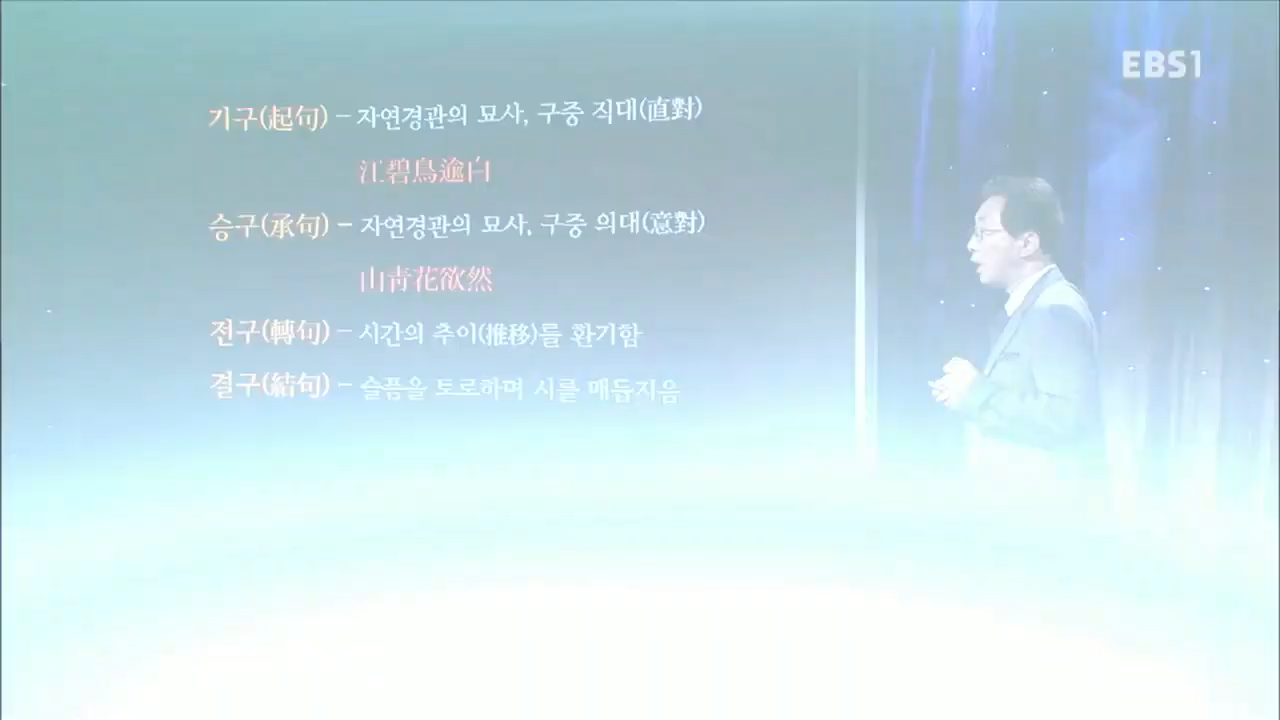 EBS1
기구(起句) - 자연경관의 묘사, 구중 직대(直對)
江碧鳥逾白
승구(承句) - 자연경관의 묘사, 구중 의대(意對)
山靑花欲然
전구(轉句) - 시간의 추이(推移)를 환기함
결구(結句) - 슬픔을 토로하며 시를 매듭지음